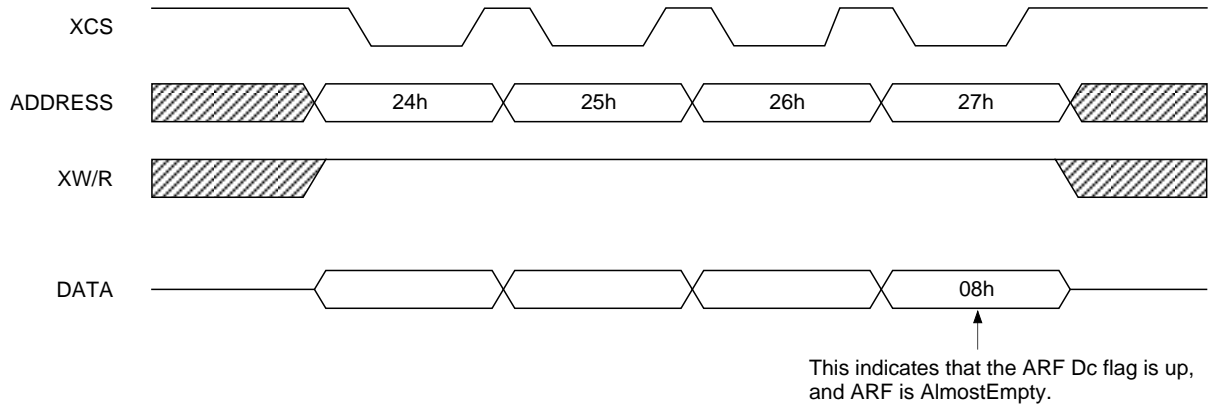 XCS
ADDRESS 24h 25h 26h 27h
XW/R
DATA 08h
This indicates that the ARF Dc flag is up,
and ARF is AlmostEmpty.